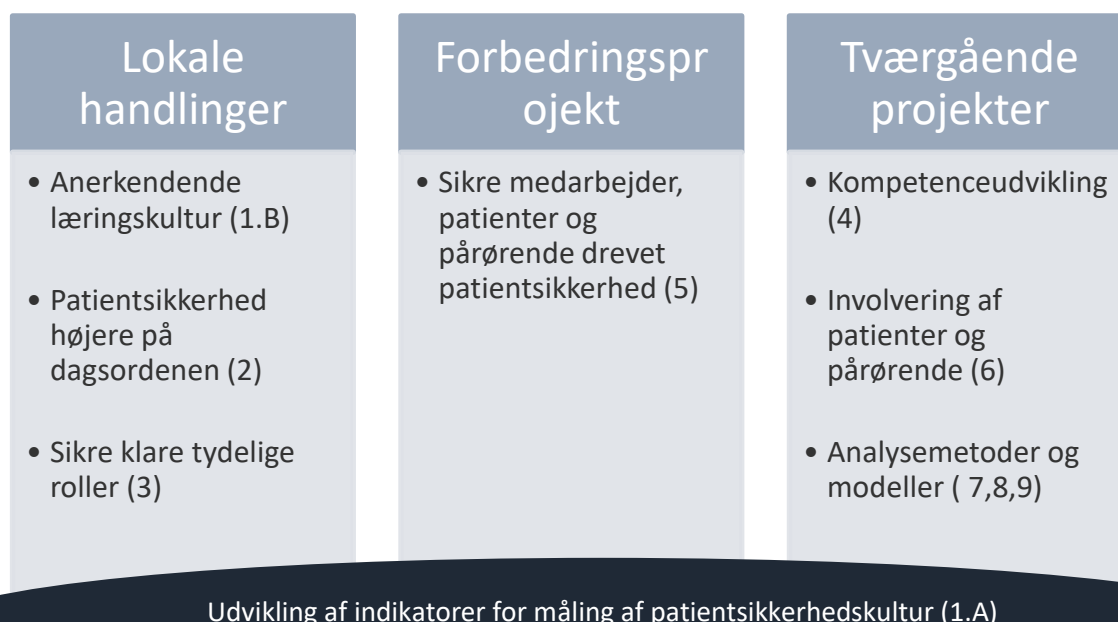 Lokale
handlinger
• Anerkendende
læringskultur (1.B)
• Patientsikkerhed
højere på
dagsordenen (2)
• Sikre klare tydelige
roller (3)
Forbedringspr
ojekt
• Sikre medarbejder,
patienter og
pårørende drevet
patientsikkerhed (5)
Tværgående
projekter
• Kompetenceudvikling
(4)
• Involvering af
patienter og
pårørende (6)
• Analysemetoder og
modeller ( 7,8,9)
Udvikling af indikatorer for måling af patientsikkerhedskultur (1.A)